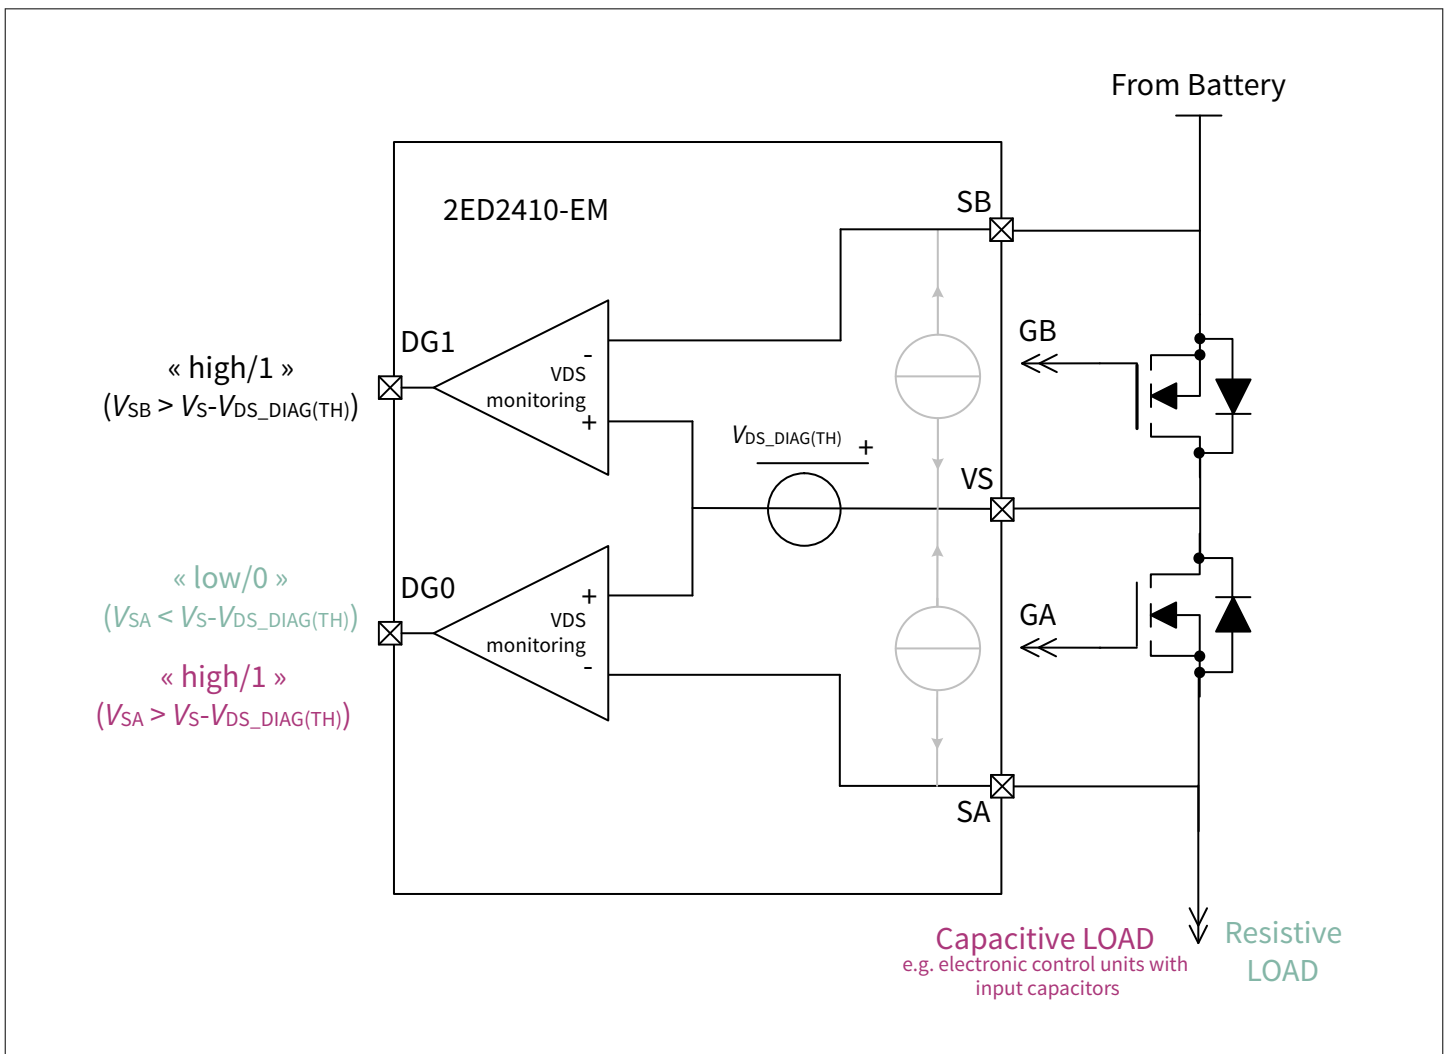 From Battery
2ED2410-EM
SB
DG1
-
VDS
monitoring
+
GB
« high/1 »
(VSB > VS-VDS_DIAG(TH))
VDS_DIAG(TH) +
VS
« low/0 »
(VSA < VS-VDS_DIAG(TH))
DG0
+
VDS
monitoring
-
GA
« high/1 »
(VSA > VS-VDS_DIAG(TH))
SA
Capacitive LOAD
e.g. electronic control units with
input capacitors
Resistive
LOAD